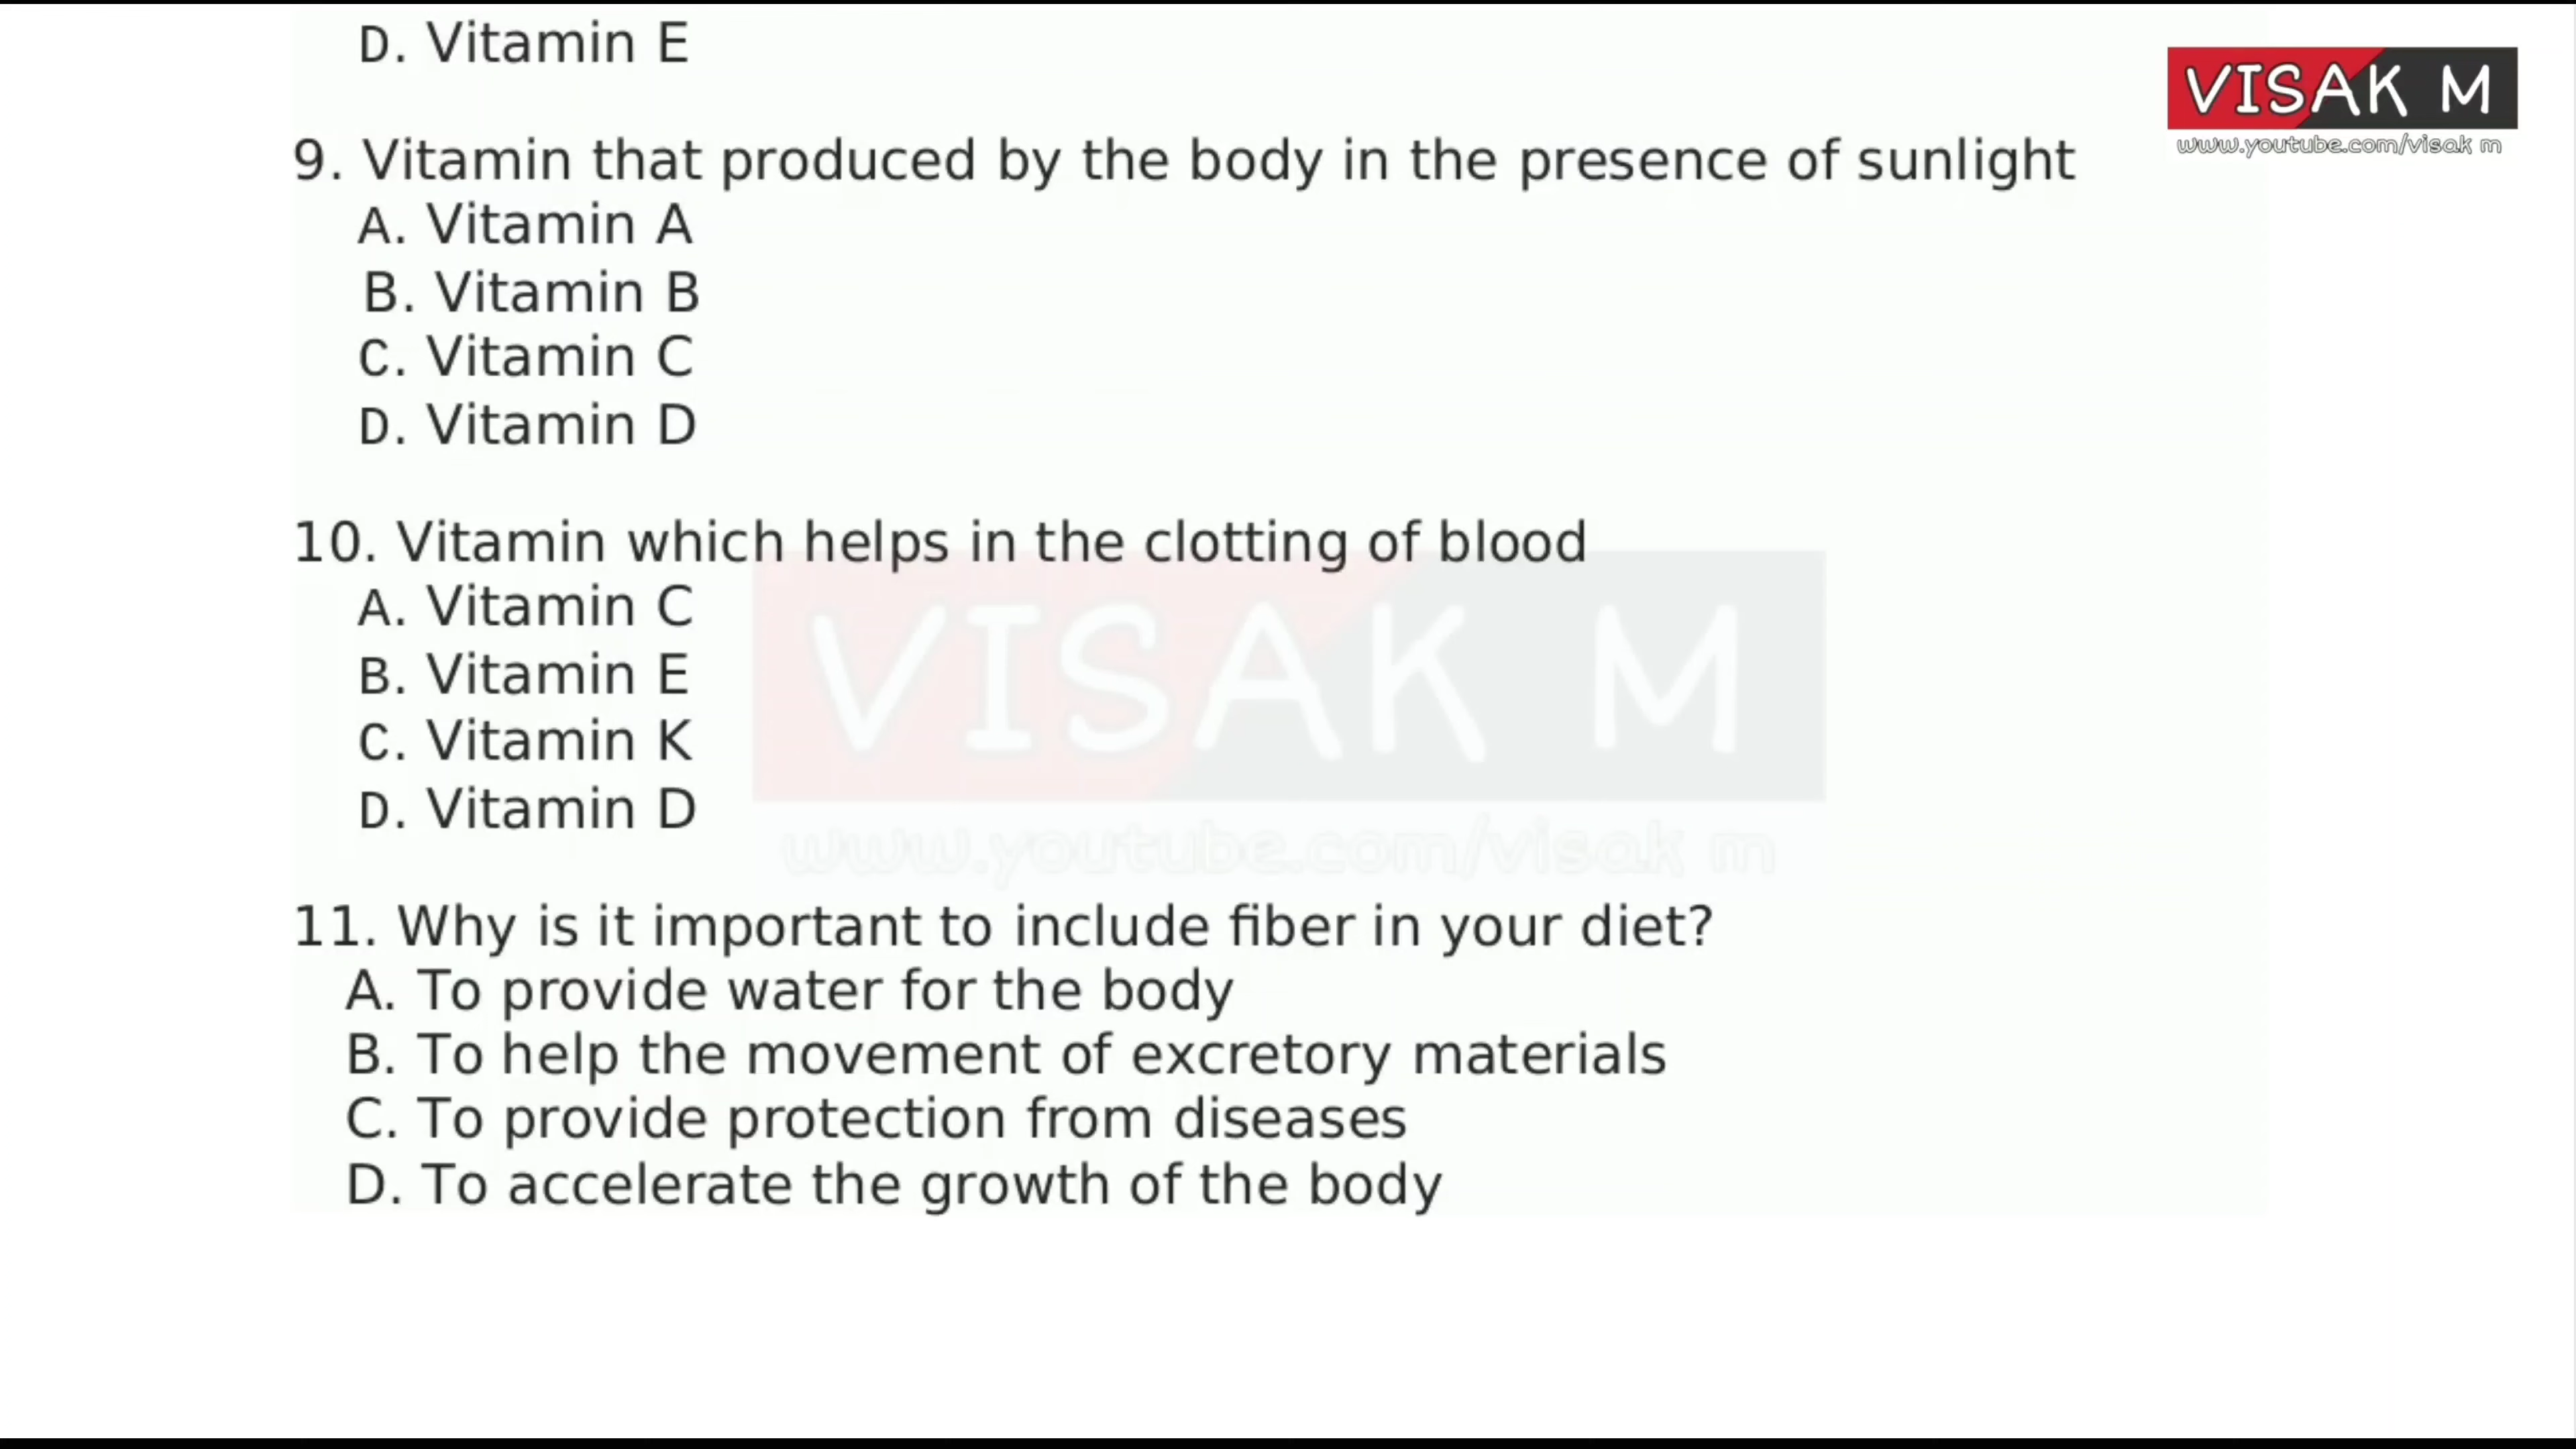 D. Vitamin E
VISAK M
www.youtube.com/visak m
9. Vitamin that produced by the body in the presence of sunlight
A. Vitamin A
B. Vitamin B
C. Vitamin C
D. Vitamin D
10. Vitamin which helps in the clotting of blood
A. Vitamin C
B. Vitamin E
C. Vitamin K
D. Vitamin D
VISAK M
www.youtube.com/visak m
11. Why is it important to include fiber in your diet?
A. To provide water for the body
B. To help the movement of excretory materials
C. To provide protection from diseases
D. To accelerate the growth of the body